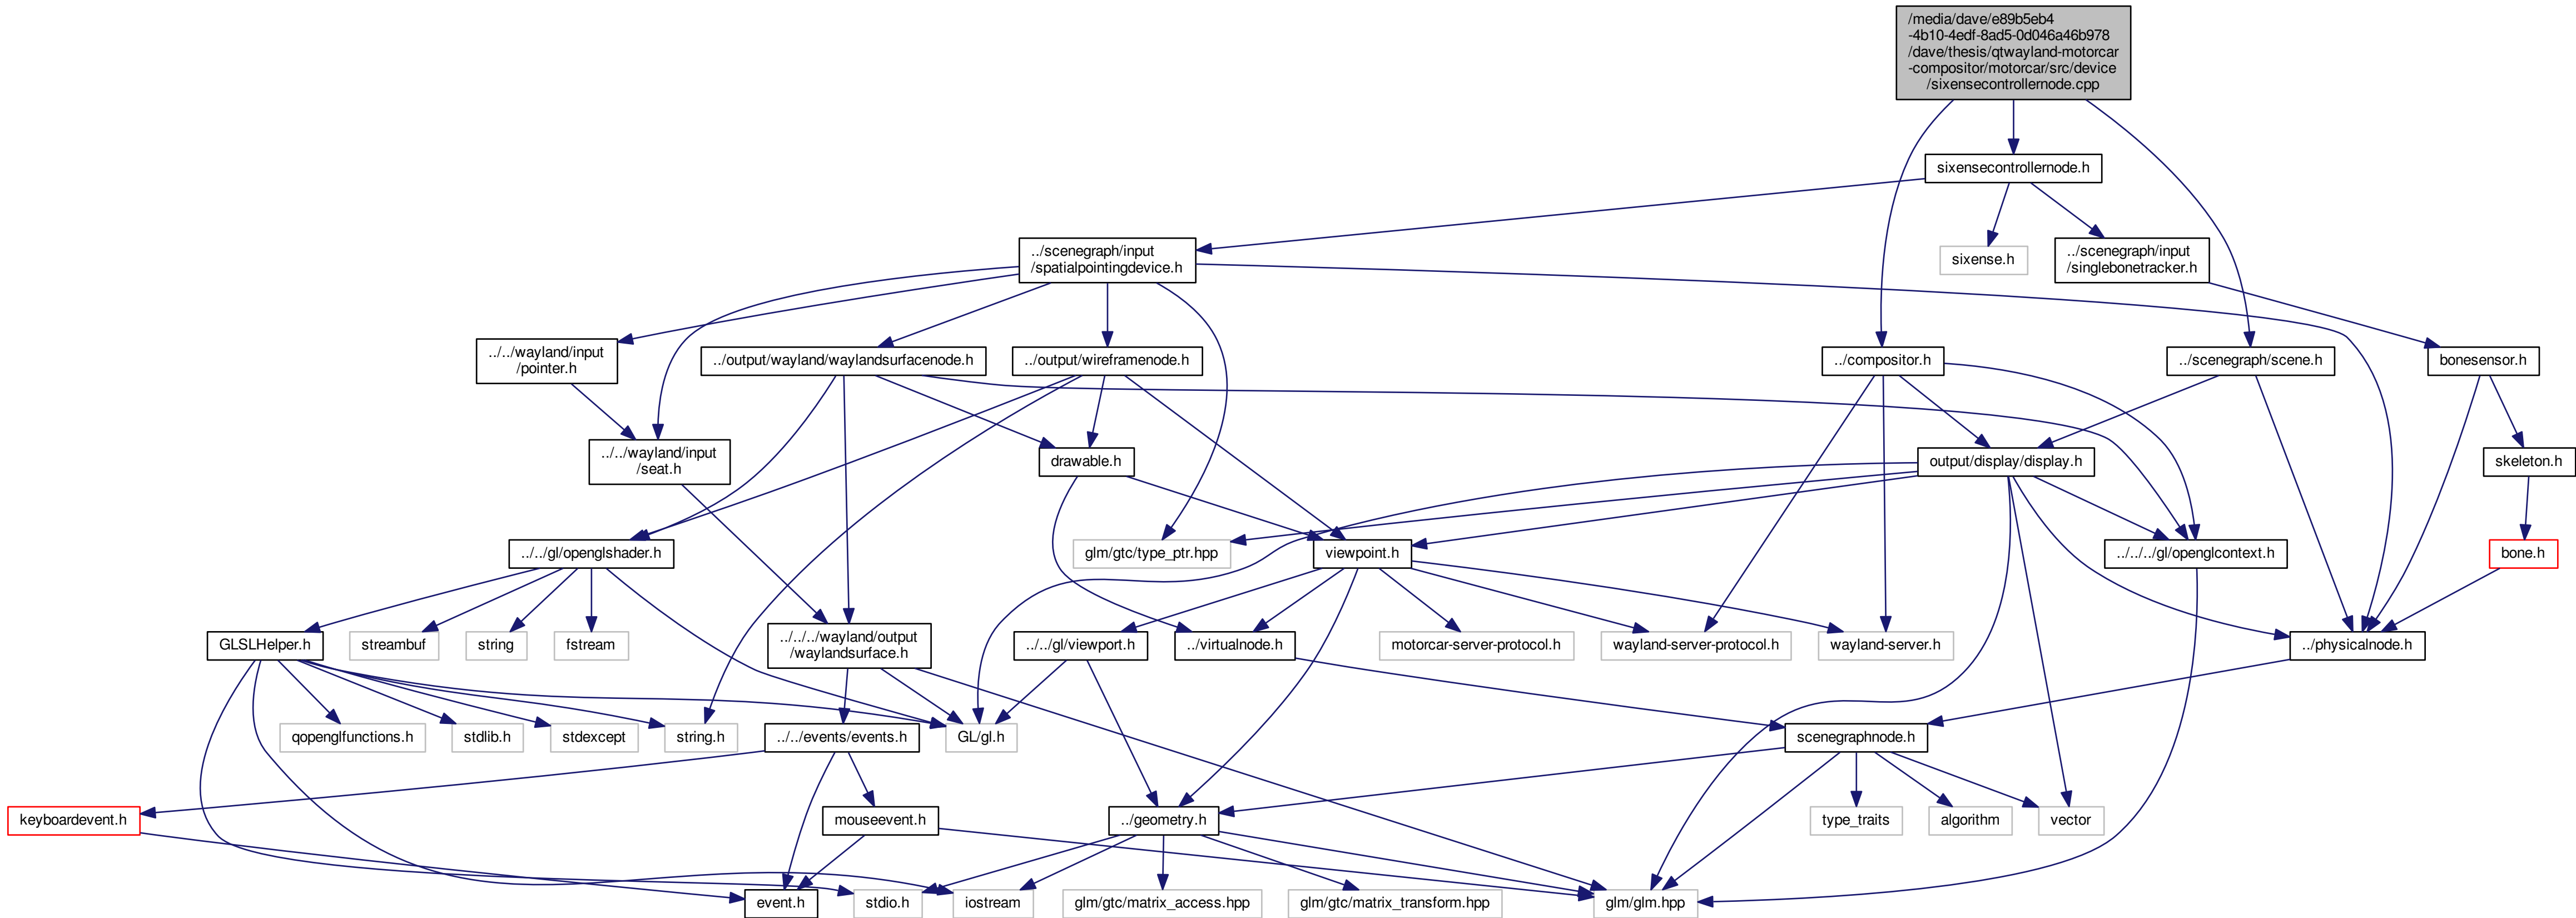 /media/dave/e89b5eb4
-4b10-4edf-8ad5-0d046a46b978
/dave/thesis/qtwayland-motorcar
-compositor/motorcar/src/device
/sixensecontrollernode.cpp
sixensecontrollernode.h
../scenegraph/input
/spatialpointingdevice.h
sixense.h
../scenegraph/input
/singlebonetracker.h
../../wayland/input
/pointer.h
../output/wayland/waylandsurfacenode.h
../output/wireframenode.h
../compositor.h
../scenegraph/scene.h
bonesensor.h
../../wayland/input
/seat.h
drawable.h
output/display/display.h
skeleton.h
../../gl/openglshader.h
glm/gtc/type_ptr.hpp
viewpoint.h
../../../gl/openglcontext.h
bone.h
GLSLHelper.h
streambuf
string
fstream
../../../wayland/output
/waylandsurface.h
../../gl/viewport.h
../virtualnode.h
motorcar-server-protocol.h
wayland-server-protocol.h
wayland-server.h
../physicalnode.h
qopenglfunctions.h
stdlib.h
stdexcept
string.h
../../events/events.h
GL/gl.h
scenegraphnode.h
keyboardevent.h
mouseevent.h
../geometry.h
type_traits
algorithm
vector
event.h
stdio.h
iostream
glm/gtc/matrix_access.hpp
glm/gtc/matrix_transform.hpp
glm/glm.hpp